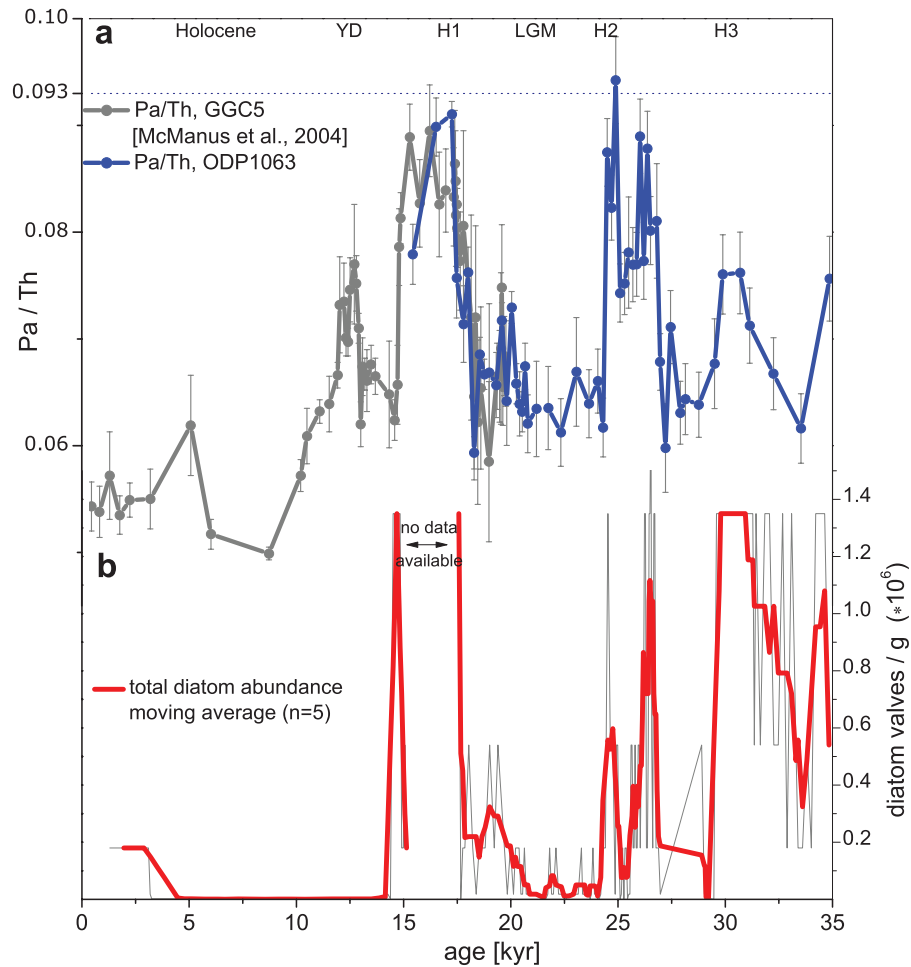 0.10
a
Holocene
YD
H1
LGM
H2
H3
0.093
Pa/Th, GGC5
[McManus et al., 2004]
Pa/Th, ODP1063
0.08
Pa / Th
0.06
b
no data
available
total diatom abundance
moving average (n=5)
1.4
1.2
1.0
0.8
0.6
0.4
0.2
diatom valves / g (*10⁶)
0 5 10 15 20 25 30 35
age [kyr]